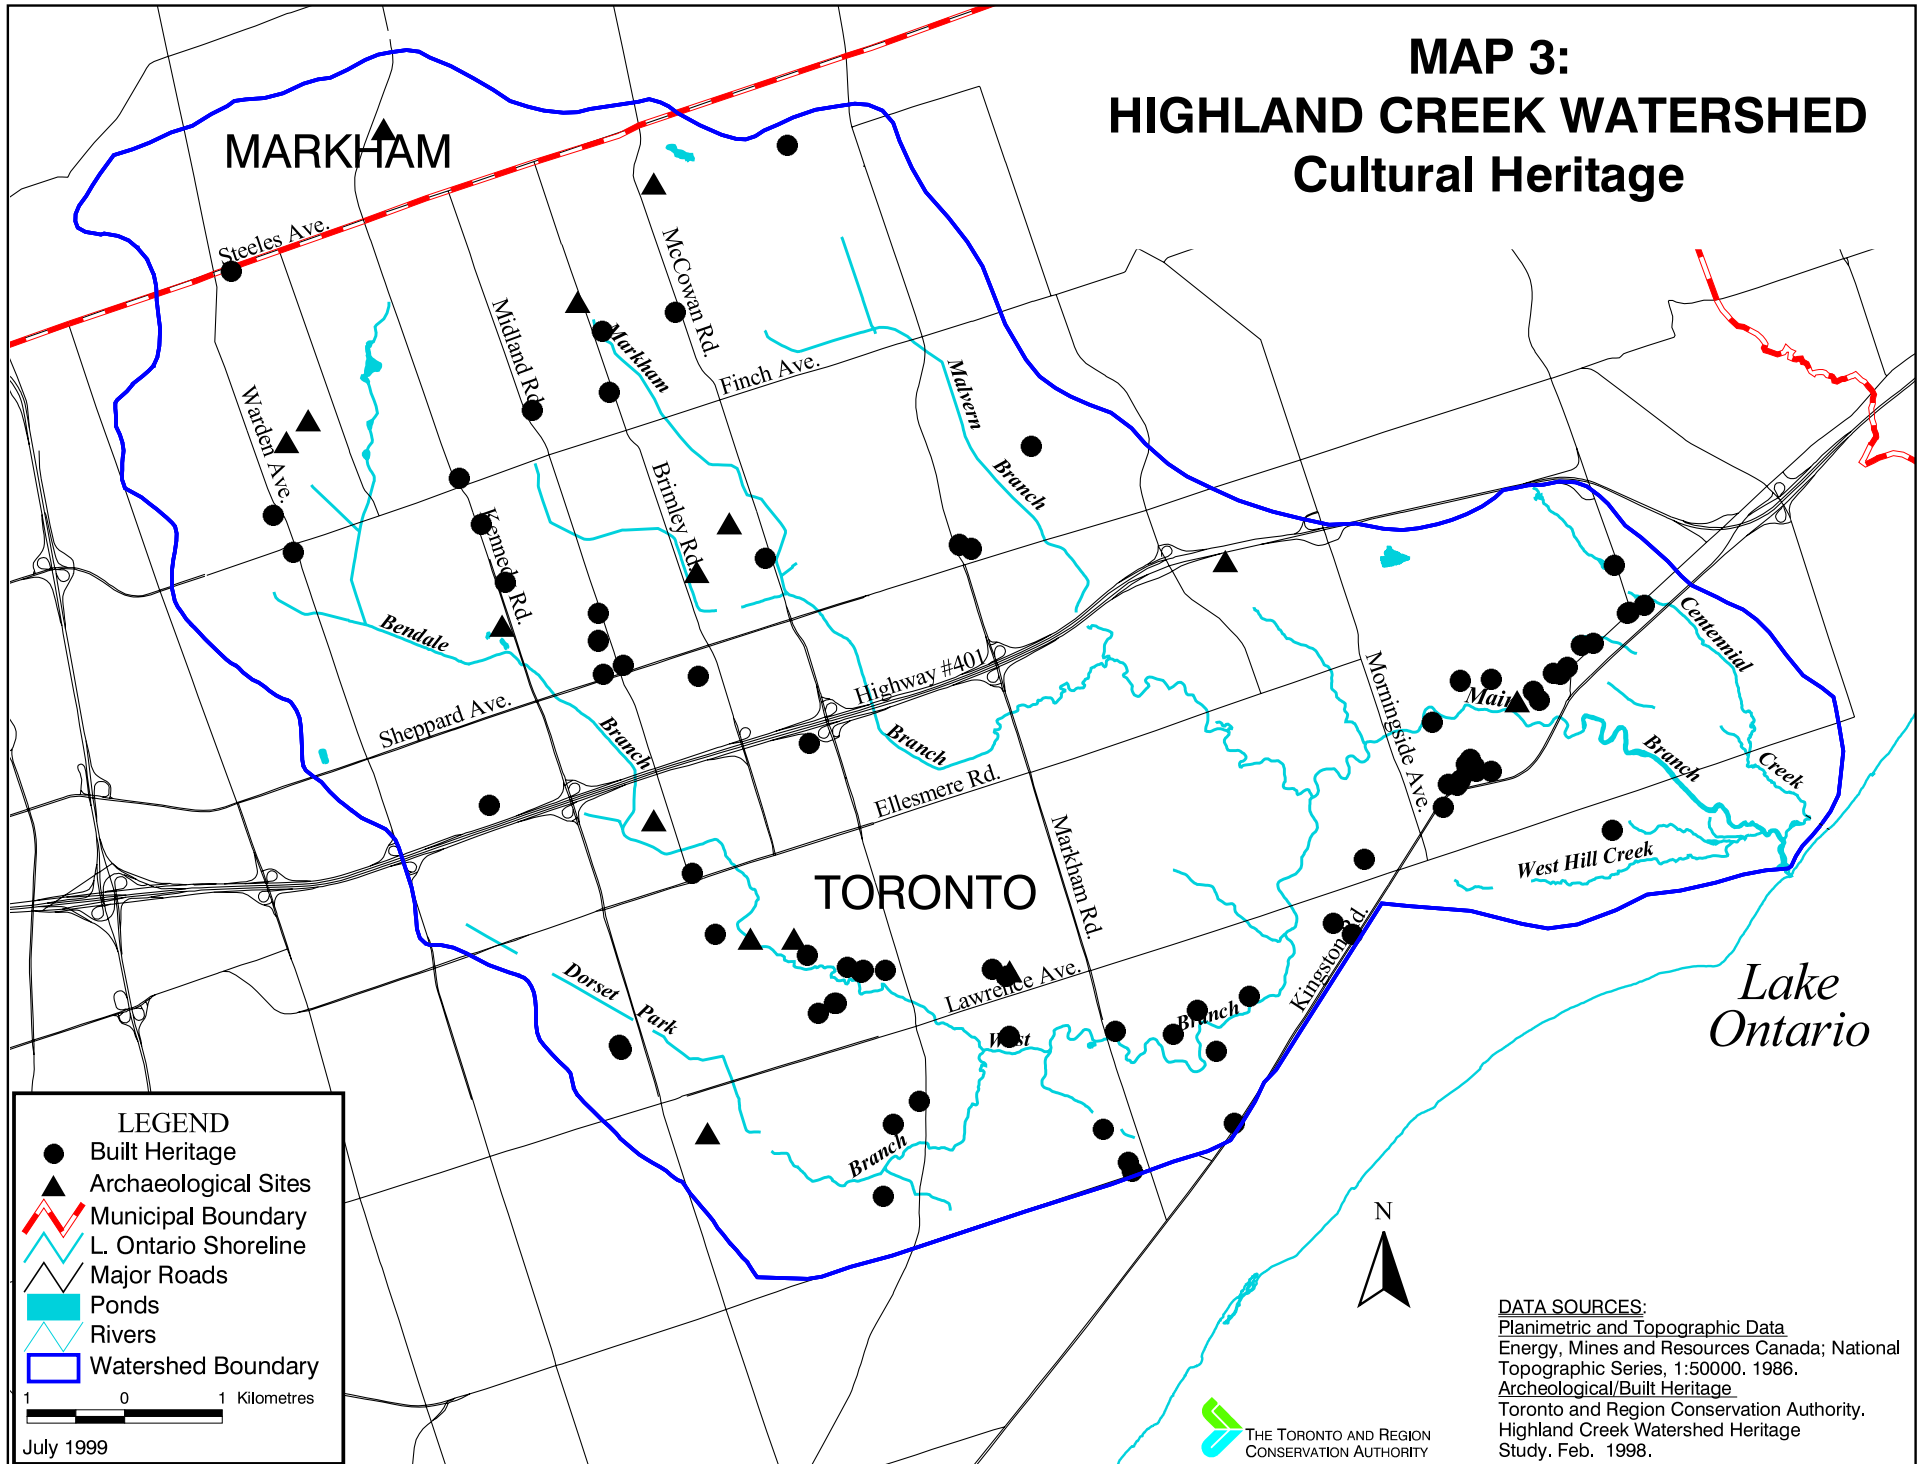 MAP 3:
HIGHLAND CREEK WATERSHED
Cultural Heritage
MARKHAM
Steeles Ave.
McCowan Rd.
Midland Rd.
Markham
Finch Ave.
Malvern
Branch
Warden Ave.
Brimley Rd.
Kennedy Rd.
Bendale
Branch
Sheppard Ave.
Highway #401
Branch
Ellesmere Rd.
Morningside Ave.
Main
Branch
Centennial
Creek
West Hill Creek
TORONTO
Markham Rd.
Kingston Rd.
Lawrence Ave.
Dorset
Park
Branch
West
Branch
Lake
Ontario
LEGEND
Built Heritage
Archaeological Sites
Municipal Boundary
L. Ontario Shoreline
Major Roads
Ponds
Rivers
Watershed Boundary
1 0 1 Kilometres
July 1999
N
THE TORONTO AND REGION
CONSERVATION AUTHORITY
DATA SOURCES:
Planimetric and Topographic Data
Energy, Mines and Resources Canada; National
Topographic Series, 1:50000. 1986.
Archeological/Built Heritage
Toronto and Region Conservation Authority.
Highland Creek Watershed Heritage
Study. Feb. 1998.